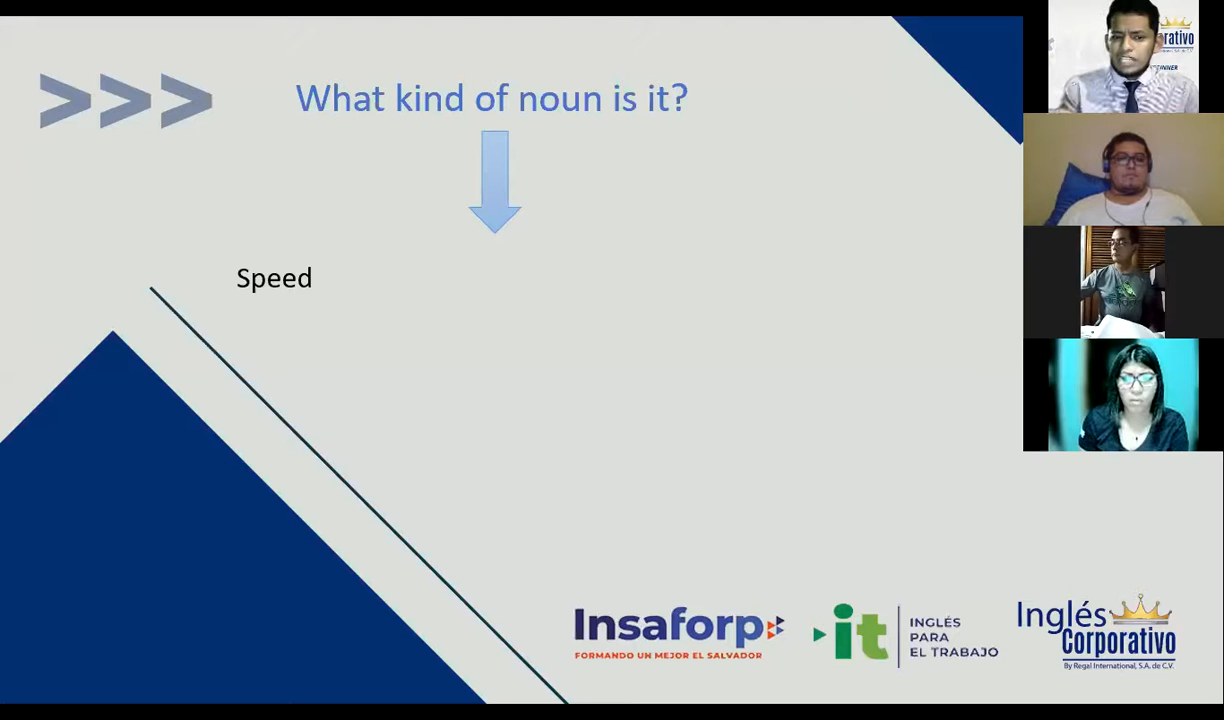 >>> What kind of noun is it?
Speed
Insaforp
FORMANDO UN MEJOR EL SALVADOR
it
INGLÉS
PARA
EL TRABAJO
Inglés
Corporativo
By Regal International, S.A. de C.V.
rativo